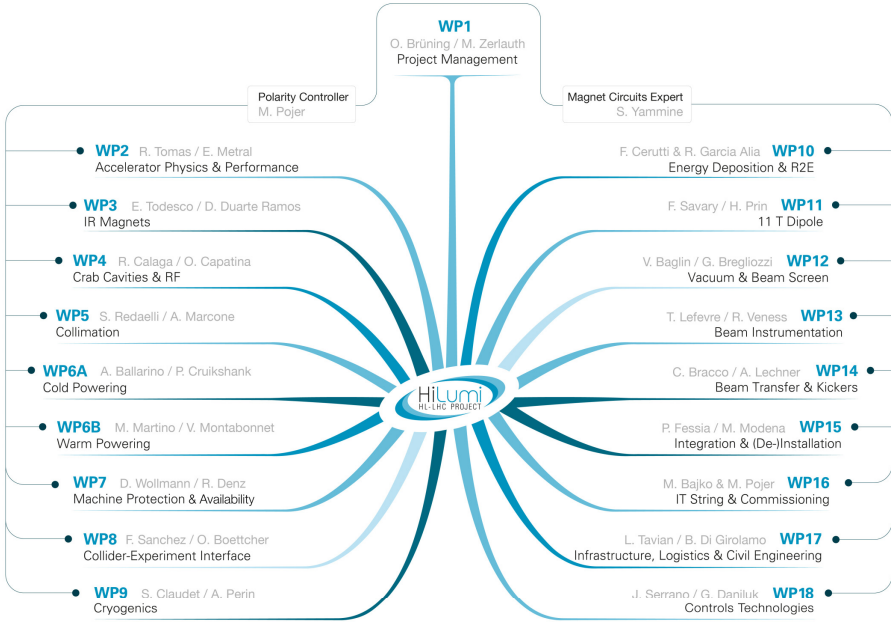 WP1
O. Brüning / M. Zerlauth
Project Management
Polarity Controller
M. Pojer
Magnet Circuits Expert
S. Yammine
WP2 R. Tomas / E. Metral
Accelerator Physics & Performance
WP3 E. Todesco / D. Duarte Ramos
IR Magnets
WP4 R. Calaga / O. Capatina
Crab Cavities & RF
WP5 S. Redaelli / A. Marcone
Collimation
WP6A A. Ballarino / P. Cruikshank
Cold Powering
WP6B M. Martino / V. Montabonnet
Warm Powering
WP7 D. Wollmann / R. Denz
Machine Protection & Availability
WP8 F. Sanchez / O. Boettcher
Collider-Experiment Interface
WP9 S. Claudet / A. Perin
Cryogenics
HiLumi
HL-LHC PROJECT
F. Cerutti & R. Garcia Alia WP10
Energy Deposition & R2E
F. Savary / H. Prin WP11
11 T Dipole
V. Baglin / G. Bregliozzi WP12
Vacuum & Beam Screen
T. Lefevre / R. Veness WP13
Beam Instrumentation
C. Bracco / A. Lechner WP14
Beam Transfer & Kickers
P. Fessia / M. Modena WP15
Integration & (De-)Installation
M. Bajko & M. Pojer WP16
IT String & Commissioning
L. Tavian / B. Di Girolamo WP17
Infrastructure, Logistics & Civil Engineering
J. Serrano / G. Daniluk WP18
Controls Technologies